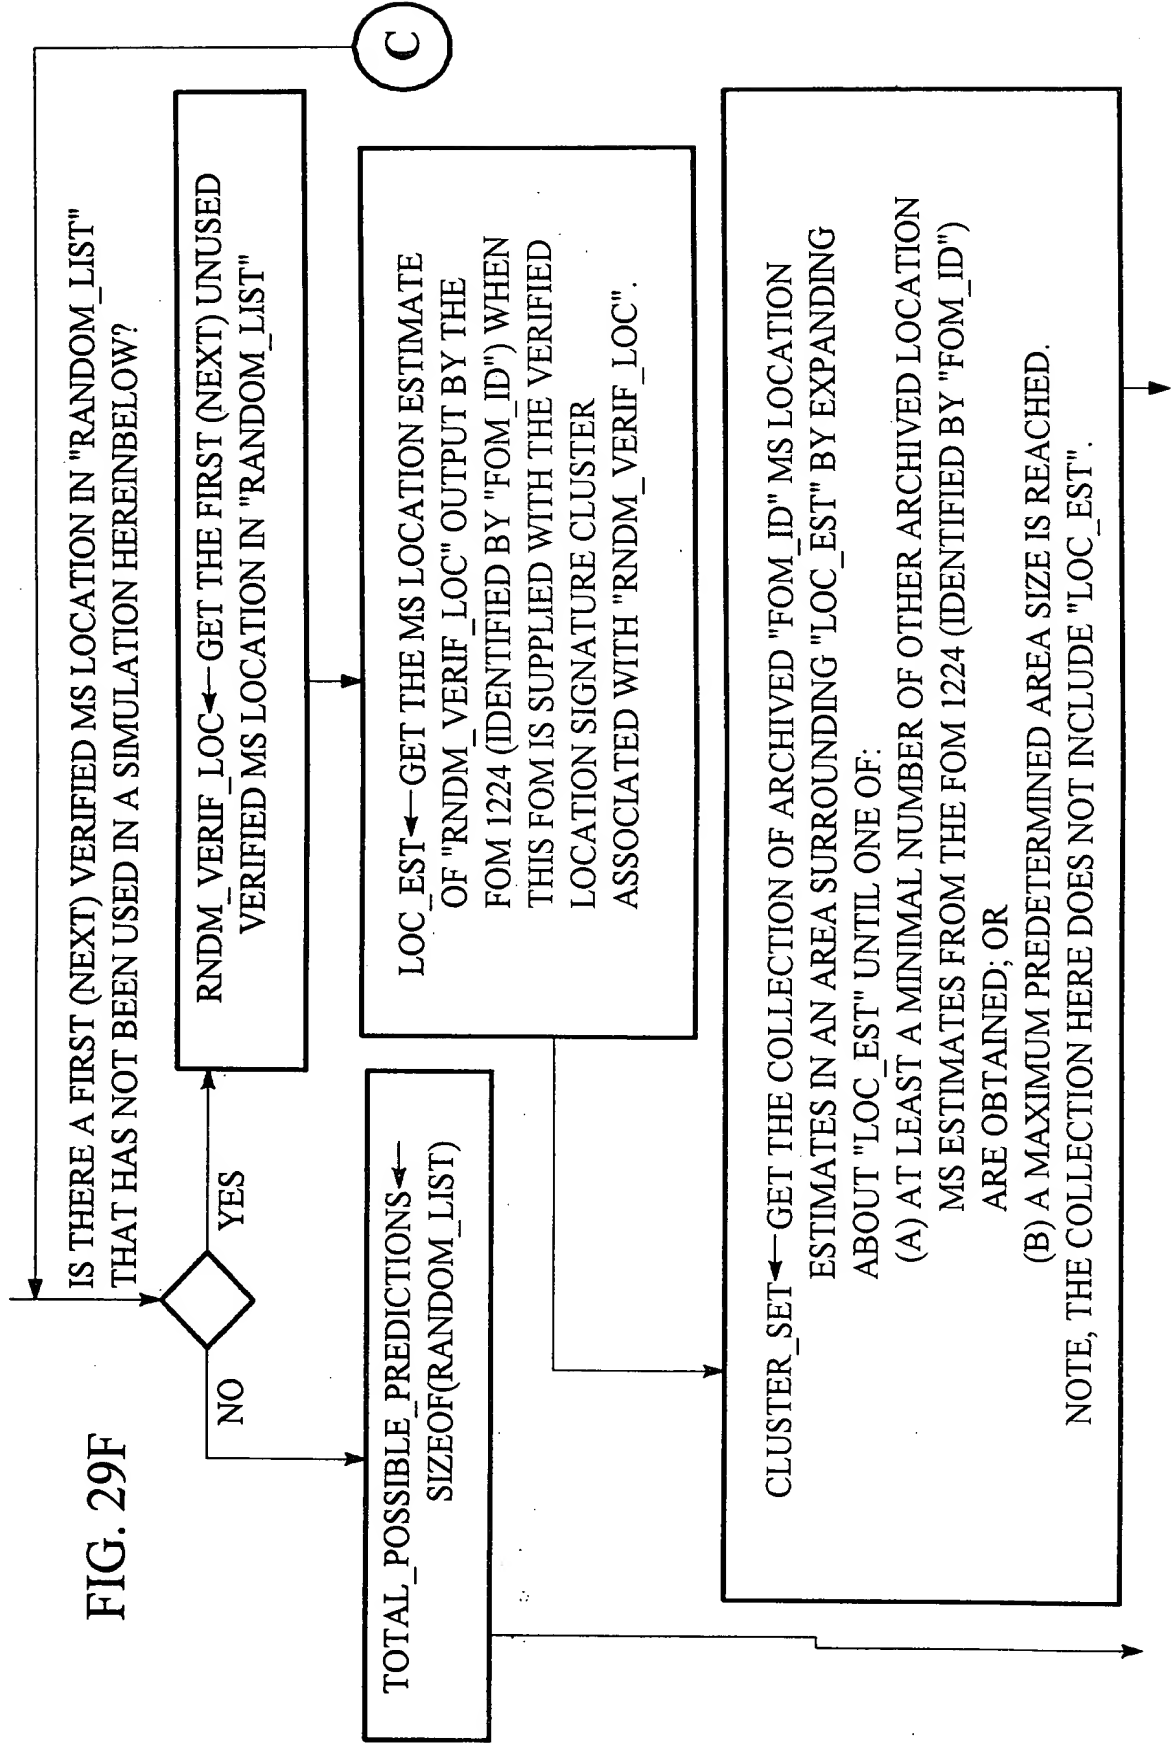 FIG. 29F
IS THERE A FIRST (NEXT) VERIFIED MS LOCATION IN "RANDOM_LIST"
THAT HAS NOT BEEN USED IN A SIMULATION HEREINBELOW?
C
NO
YES
RNDM_VERIF_LOC←GET THE FIRST (NEXT) UNUSED
VERIFIED MS LOCATION IN "RANDOM_LIST"
TOTAL_POSSIBLE_PREDICTIONS←
SIZEOF(RANDOM_LIST)
LOC_EST←GET THE MS LOCATION ESTIMATE
OF "RNDM_VERIF_LOC" OUTPUT BY THE
FOM 1224 (IDENTIFIED BY "FOM_ID") WHEN
THIS FOM IS SUPPLIED WITH THE VERIFIED
LOCATION SIGNATURE CLUSTER
ASSOCIATED WITH "RNDM_VERIF_LOC".
CLUSTER_SET←GET THE COLLECTION OF ARCHIVED "FOM_ID" MS LOCATION
ESTIMATES IN AN AREA SURROUNDING "LOC_EST" BY EXPANDING
ABOUT "LOC_EST" UNTIL ONE OF:
(A) AT LEAST A MINIMAL NUMBER OF OTHER ARCHIVED LOCATION
MS ESTIMATES FROM THE FOM 1224 (IDENTIFIED BY "FOM_ID")
ARE OBTAINED; OR
(B) A MAXIMUM PREDETERMINED AREA SIZE IS REACHED.
NOTE, THE COLLECTION HERE DOES NOT INCLUDE "LOC_EST".